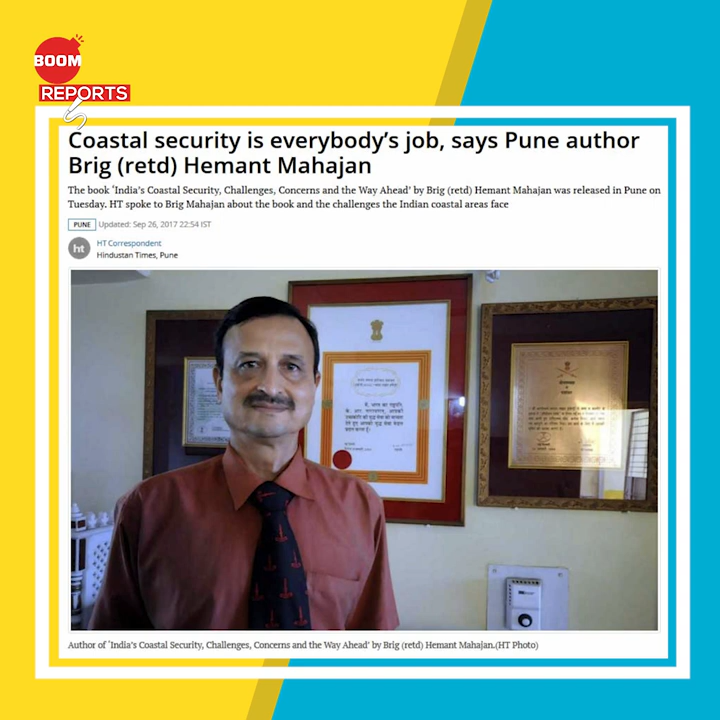 BOOM
REPORTS
Coastal security is everybody's job, says Pune author
Brig (retd) Hemant Mahajan
The book 'India's Coastal Security, Challenges, Concerns and the Way Ahead' by Brig (retd) Hemant Mahajan was released in Pune on
Tuesday. HT spoke to Brig Mahajan about the book and the challenges the Indian coastal areas face
PUNE Updated: Sep 26, 2017 22:54 IST
ht HT Correspondent
Hindustan Times, Pune
Author of 'India's Coastal Security, Challenges, Concerns and the Way Ahead' by Brig (retd) Hemant Mahajan.(HT Photo)